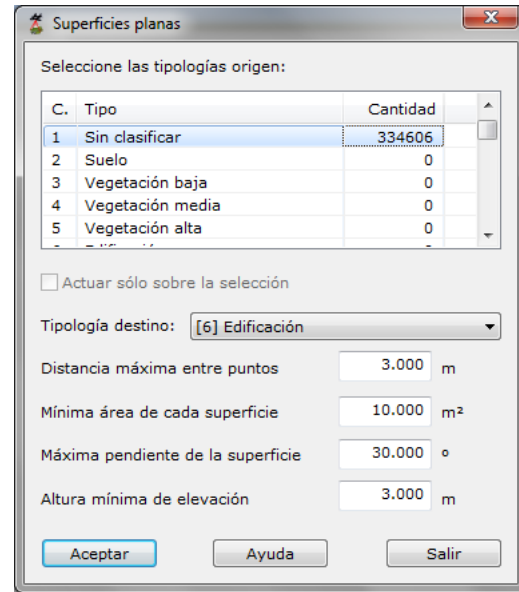 Superficies planas
Seleccione las tipologías origen:
C. Tipo Cantidad
1 Sin clasificar 334606
2 Suelo 0
3 Vegetación baja 0
4 Vegetación media 0
5 Vegetación alta 0
Actuar sólo sobre la selección
Tipología destino: [6] Edificación
Distancia máxima entre puntos 3.000 m
Mínima área de cada superficie 10.000 m²
Máxima pendiente de la superficie 30.000 º
Altura mínima de elevación 3.000 m
Aceptar Ayuda Salir